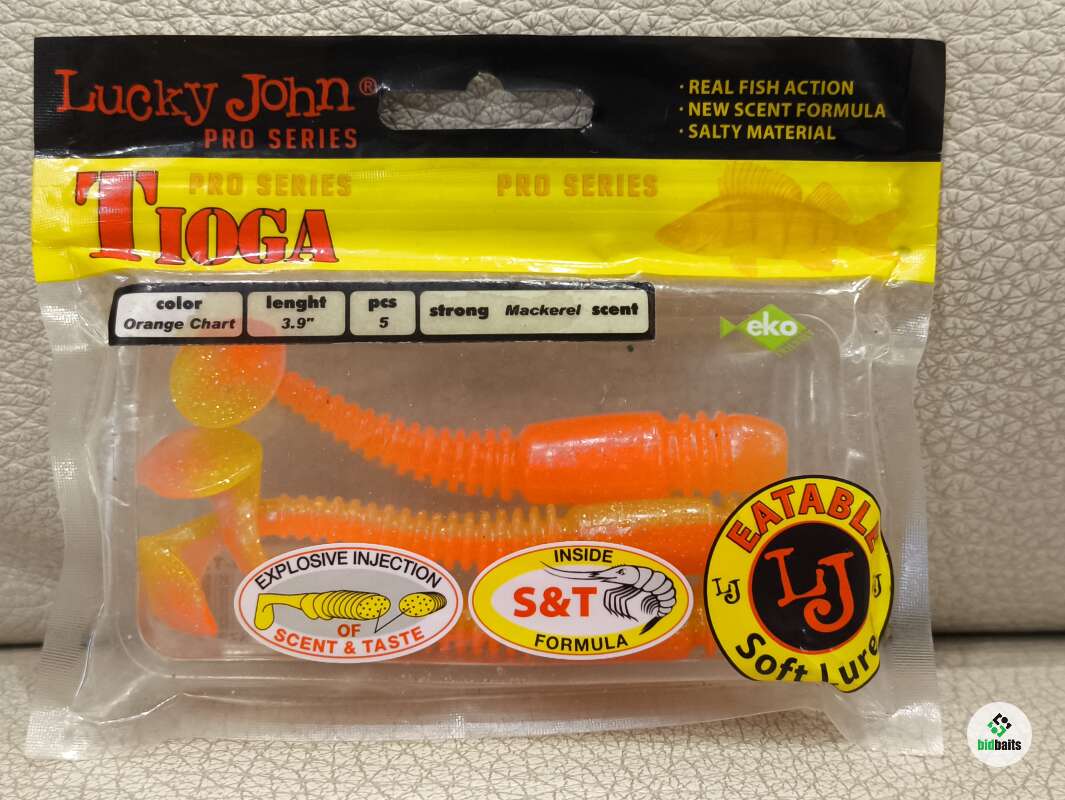 Lucky John®
PRO SERIES
· REAL FISH ACTION
· NEW SCENT FORMULA
· SALTY MATERIAL
PRO SERIES
PRO SERIES
TIOGA
color
Orange Chart
lenght
3.9"
pcs
5
strong Mackerel scent
eko
EXPLOSIVE INJECTION
OF
SCENT & TASTE
INSIDE
S&T
FORMULA
EATABLE
LJ
LJ
LJ
Soft Lure
bidbaits